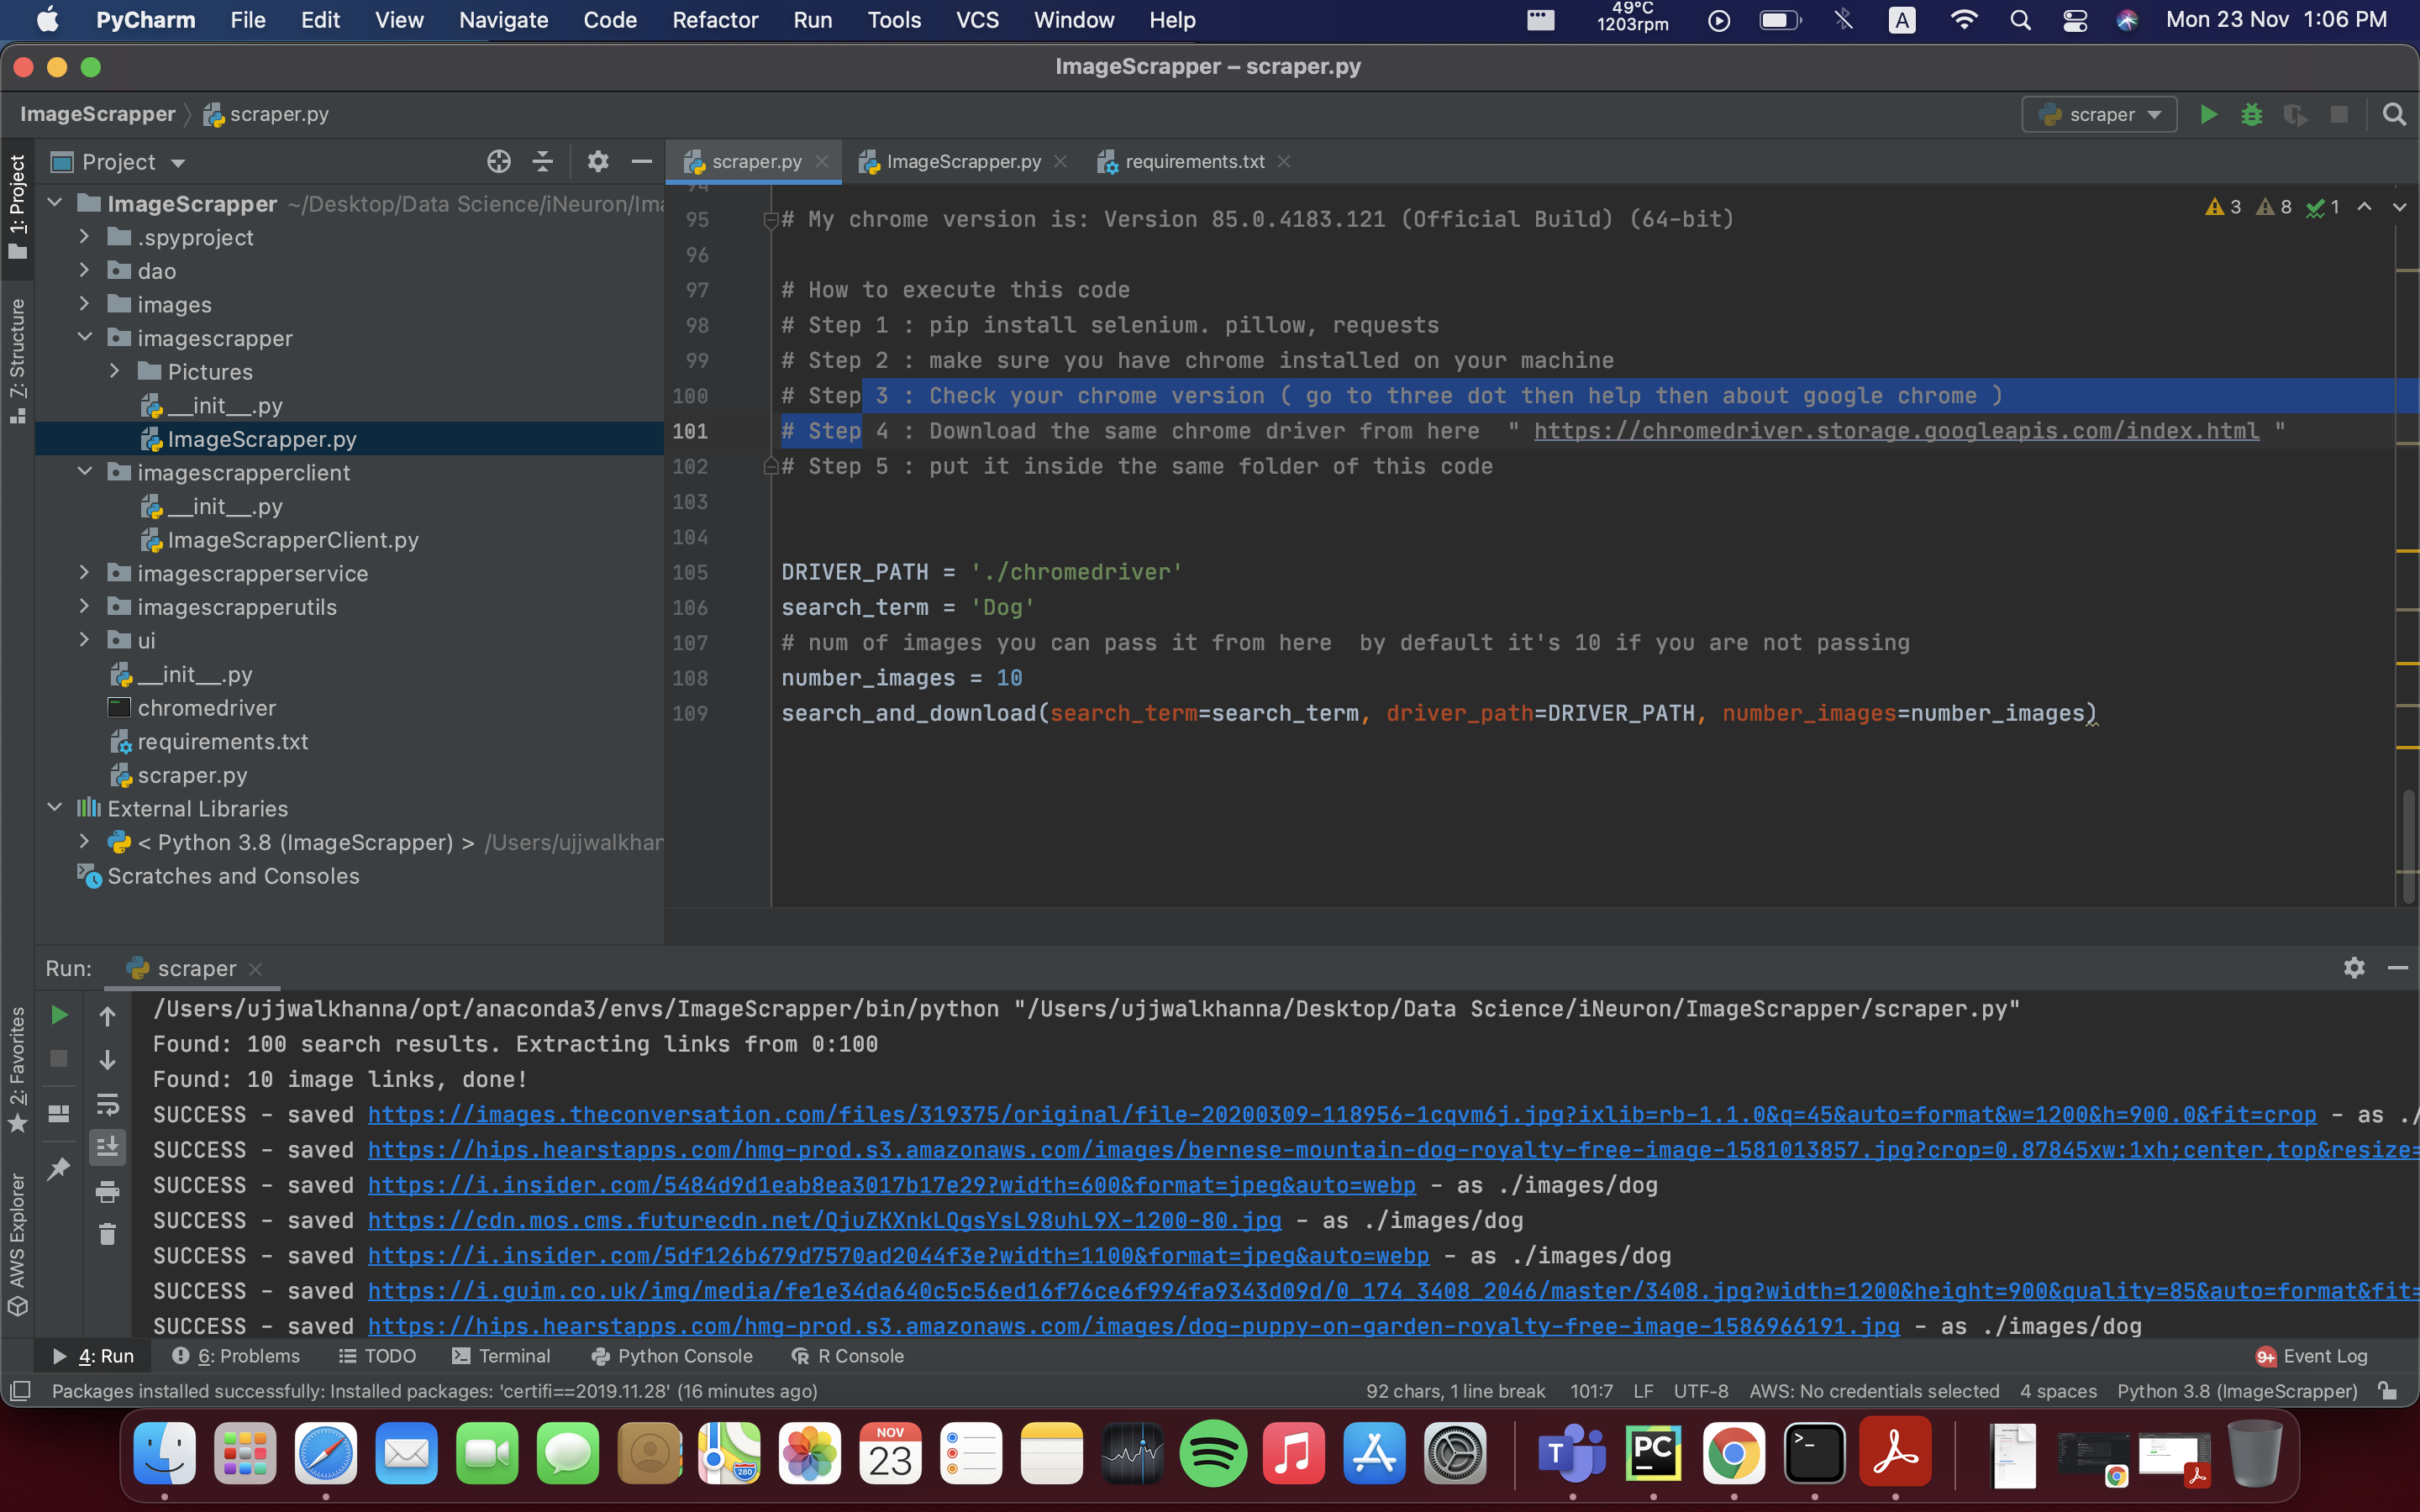 PyCharm File Edit View Navigate Code Refactor Run Tools VCS Window Help 49°C 1203rpm A Mon 23 Nov 1:06 PM
ImageScrapper – scraper.py
ImageScrapper scraper.py scraper
1: Project
7: Structure
2: Favorites
AWS Explorer
Project
ImageScrapper ~/Desktop/Data Science/iNeuron/Ima
.spyproject
dao
images
imagescrapper
Pictures
__init__.py
ImageScrapper.py
imagescrapperclient
__init__.py
ImageScrapperClient.py
imagescrapperservice
imagescrapperutils
ui
__init__.py
chromedriver
requirements.txt
scraper.py
External Libraries
< Python 3.8 (ImageScrapper) > /Users/ujjwalkhan
Scratches and Consoles
scraper.py ImageScrapper.py requirements.txt
3 8 1
94
95 # My chrome version is: Version 85.0.4183.121 (Official Build) (64-bit)
96
97 # How to execute this code
98 # Step 1 : pip install selenium. pillow, requests
99 # Step 2 : make sure you have chrome installed on your machine
100 # Step 3 : Check your chrome version ( go to three dot then help then about google chrome )
101 # Step 4 : Download the same chrome driver from here  " https://chromedriver.storage.googleapis.com/index.html "
102 # Step 5 : put it inside the same folder of this code
103
104
105 DRIVER_PATH = './chromedriver'
106 search_term = 'Dog'
107 # num of images you can pass it from here  by default it's 10 if you are not passing
108 number_images = 10
109 search_and_download(search_term=search_term, driver_path=DRIVER_PATH, number_images=number_images)
Run: scraper
/Users/ujjwalkhanna/opt/anaconda3/envs/ImageScrapper/bin/python "/Users/ujjwalkhanna/Desktop/Data Science/iNeuron/ImageScrapper/scraper.py"
Found: 100 search results. Extracting links from 0:100
Found: 10 image links, done!
SUCCESS - saved https://images.theconversation.com/files/319375/original/file-20200309-118956-1cqvm6j.jpg?ixlib=rb-1.1.0&q=45&auto=format&w=1200&h=900.0&fit=crop - as ./
SUCCESS - saved https://hips.hearstapps.com/hmg-prod.s3.amazonaws.com/images/bernese-mountain-dog-royalty-free-image-1581013857.jpg?crop=0.87845xw:1xh;center,top&resize=
SUCCESS - saved https://i.insider.com/5484d9d1eab8ea3017b17e29?width=600&format=jpeg&auto=webp - as ./images/dog
SUCCESS - saved https://cdn.mos.cms.futurecdn.net/QjuZKXnkLQgsYsL98uhL9X-1200-80.jpg - as ./images/dog
SUCCESS - saved https://i.insider.com/5df126b679d7570ad2044f3e?width=1100&format=jpeg&auto=webp - as ./images/dog
SUCCESS - saved https://i.guim.co.uk/img/media/fe1e34da640c5c56ed16f76ce6f994fa9343d09d/0_174_3408_2046/master/3408.jpg?width=1200&height=900&quality=85&auto=format&fit=
SUCCESS - saved https://hips.hearstapps.com/hmg-prod.s3.amazonaws.com/images/dog-puppy-on-garden-royalty-free-image-1586966191.jpg - as ./images/dog
4: Run 6: Problems TODO Terminal Python Console R Console 9+ Event Log
Packages installed successfully: Installed packages: 'certifi==2019.11.28' (16 minutes ago) 92 chars, 1 line break 101:7 LF UTF-8 AWS: No credentials selected 4 spaces Python 3.8 (ImageScrapper)
NOV
23
280
T
PC
>_